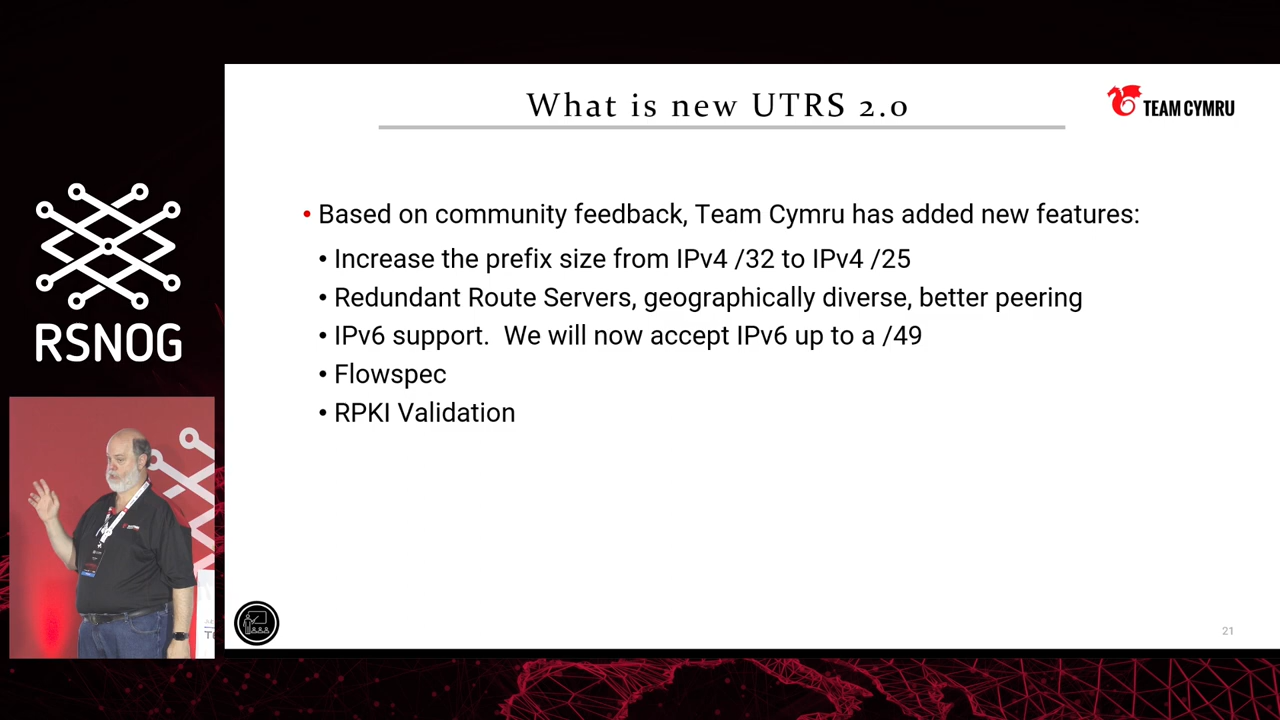 What is new UTRS 2.0
TEAM CYMRU
• Based on community feedback, Team Cymru has added new features:
• Increase the prefix size from IPv4 /32 to IPv4 /25
• Redundant Route Servers, geographically diverse, better peering
• IPv6 support.  We will now accept IPv6 up to a /49
• Flowspec
• RPKI Validation
RSNOG
21